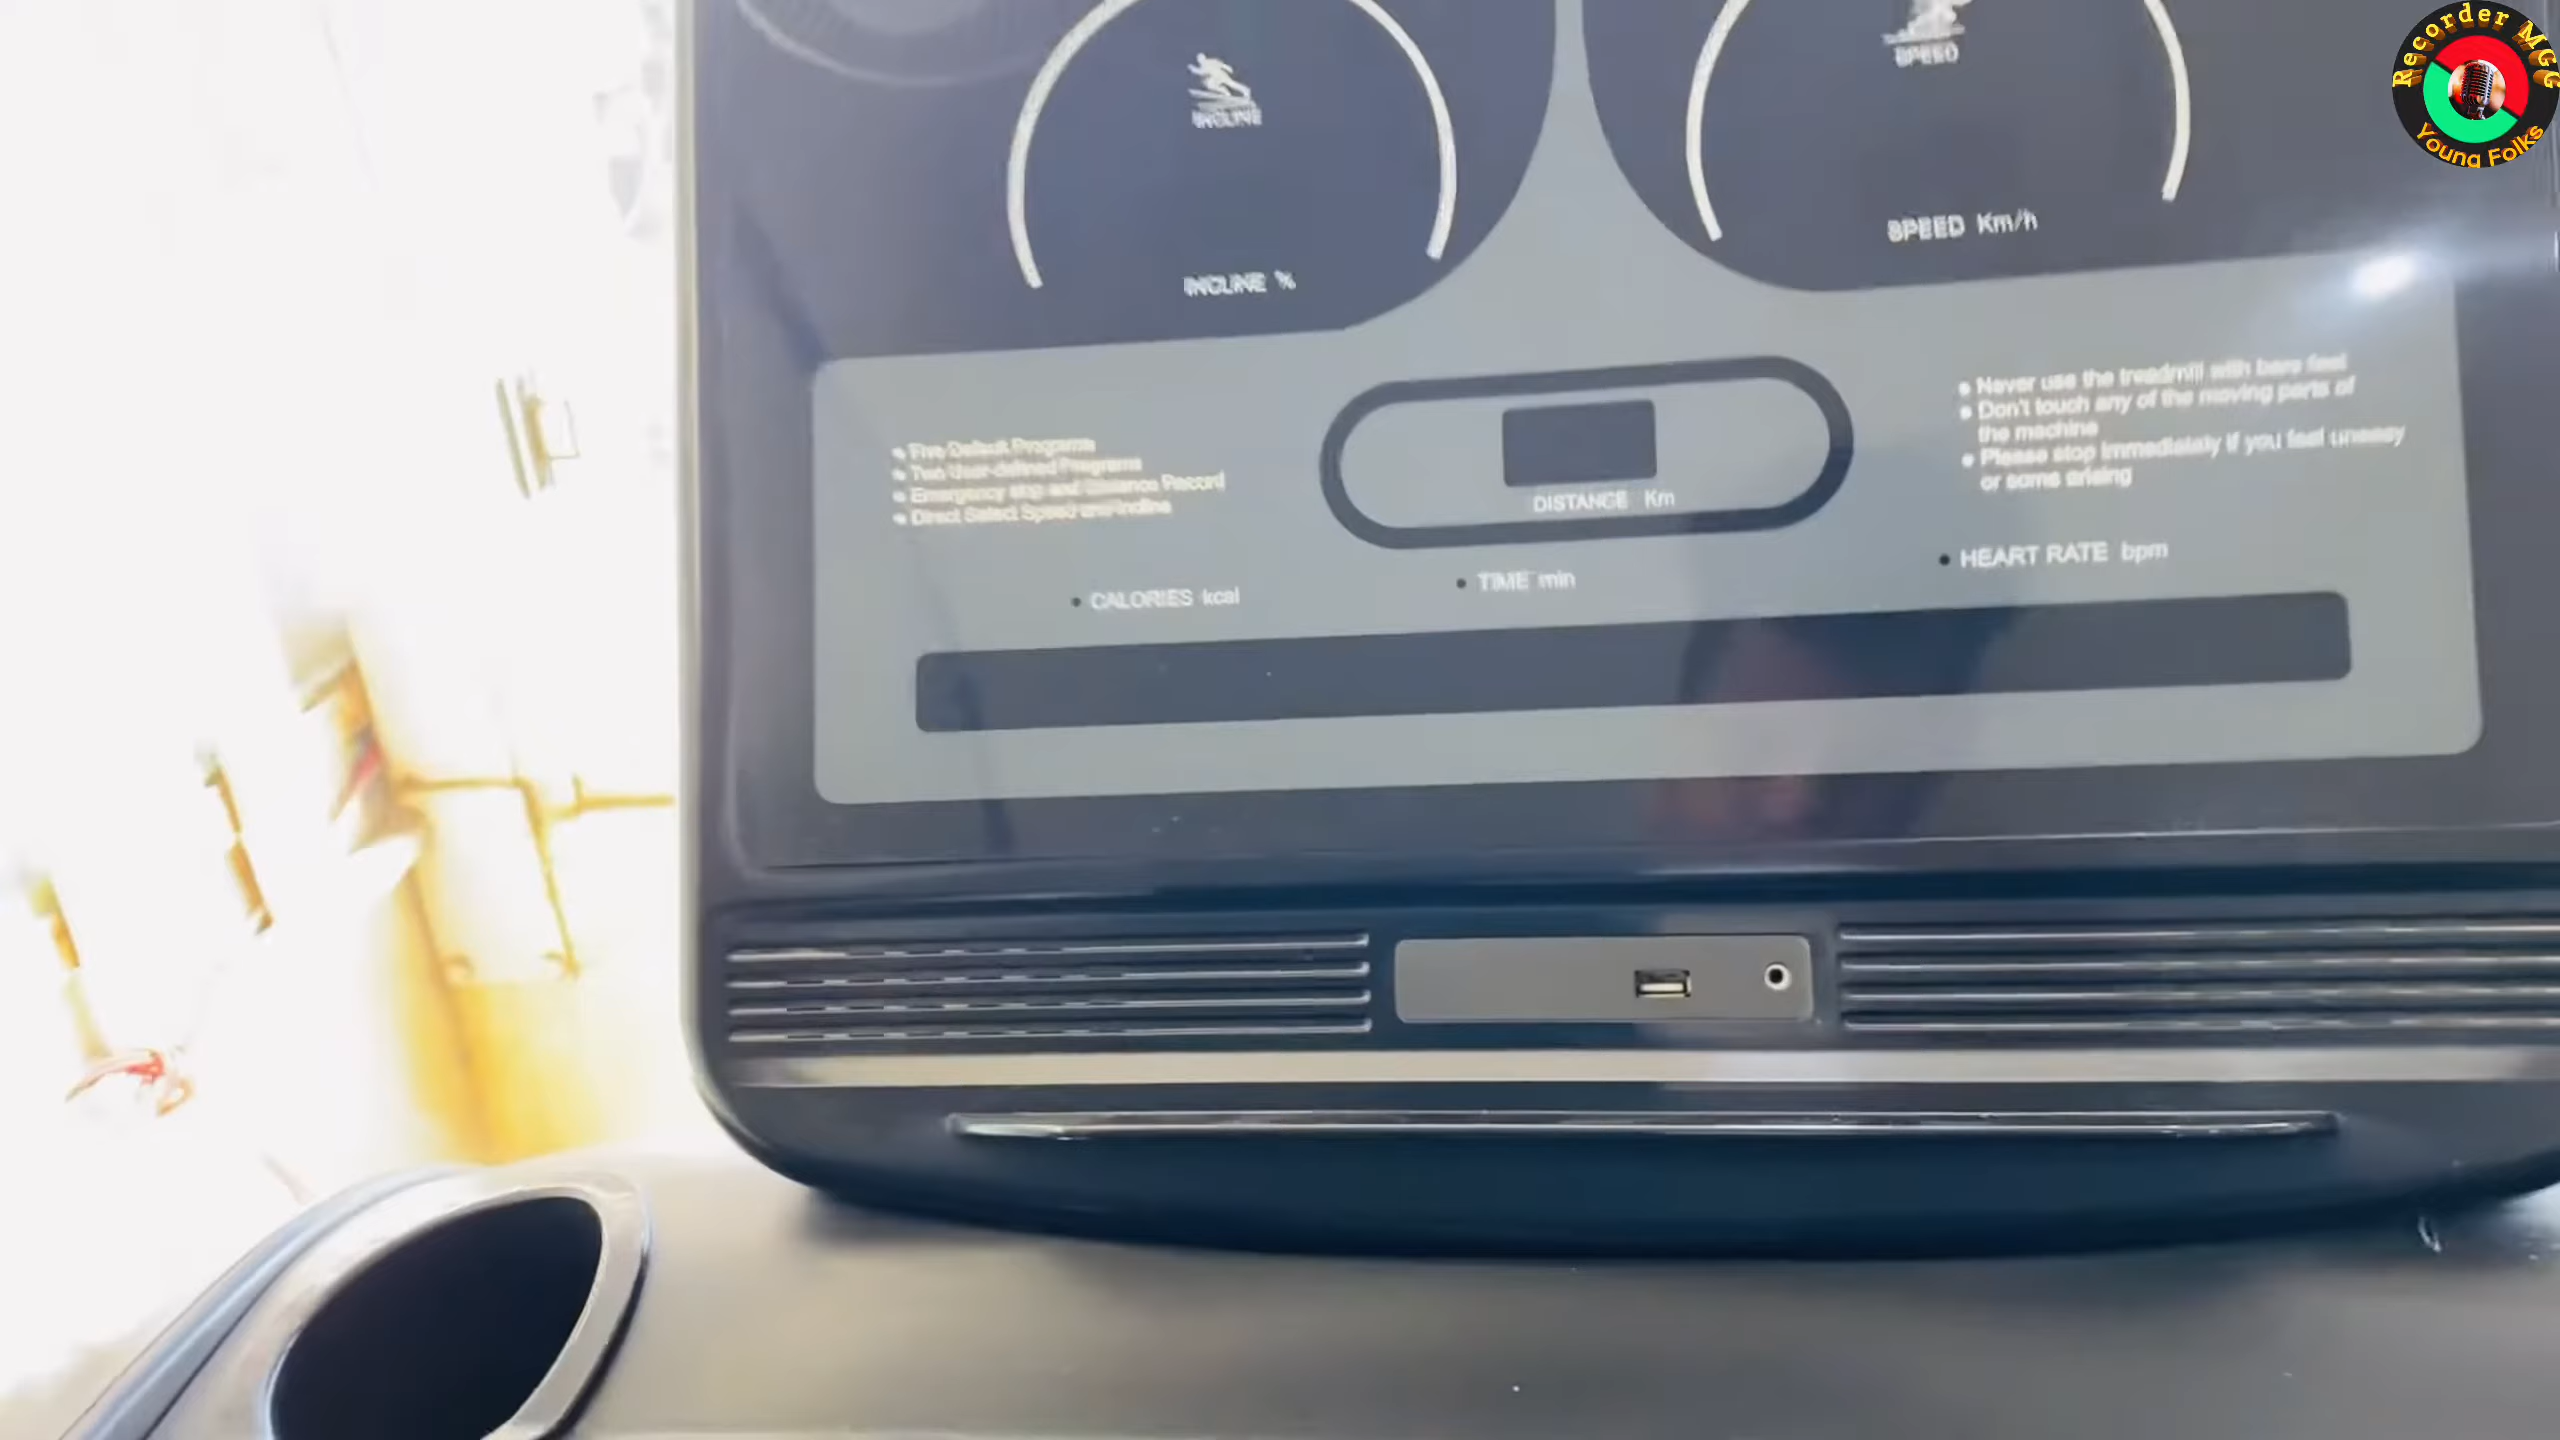 Recorder MGG
Young Folks
INCLINE
SPEED
INCLINE %
SPEED Km/h
Five Default Programs
Two User-defined Programs
Emergency stop and Distance Record
Direct Select Speed and Incline
DISTANCE Km
Never use the treadmill with bare feet
Don't touch any of the moving parts of
the machine
Please stop immediately if you feel uneasy
or some arising
CALORIES kcal
TIME min
HEART RATE bpm